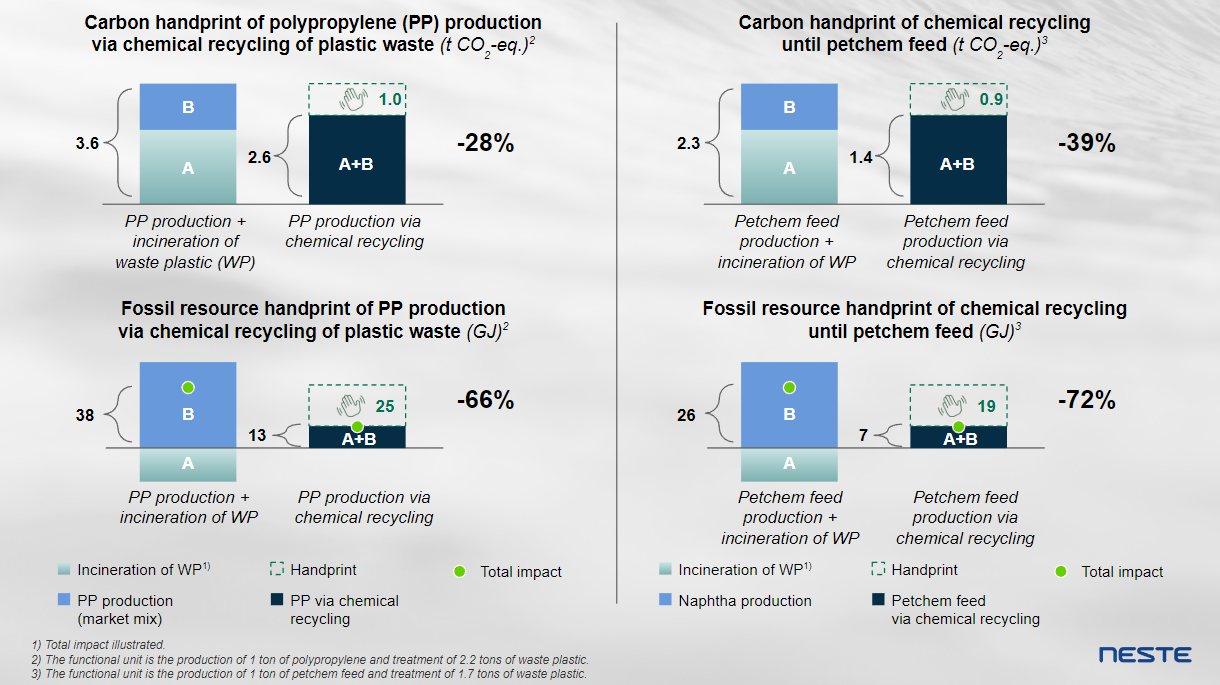 Carbon handprint of polypropylene (PP) production
via chemical recycling of plastic waste (t CO2-eq.)2
B
A
3.6
1.0
2.6
A+B
-28%
PP production +
incineration of
waste plastic (WP)
PP production via
chemical recycling
Carbon handprint of chemical recycling
until petchem feed (t CO2-eq.)3
B
A
2.3
0.9
1.4
A+B
-39%
Petchem feed
production +
incineration of WP
Petchem feed
production via
chemical recycling
Fossil resource handprint of PP production
via chemical recycling of plastic waste (GJ)2
38
B
A
25
13
A+B
-66%
PP production +
incineration of WP
PP production via
chemical recycling
Fossil resource handprint of chemical recycling
until petchem feed (GJ)3
26
B
A
19
7
A+B
-72%
Petchem feed
production +
incineration of WP
Petchem feed
production via
chemical recycling
Incineration of WP1)
Handprint
Total impact
PP production
(market mix)
PP via chemical
recycling
Incineration of WP1)
Handprint
Total impact
Naphtha production
Petchem feed
via chemical recycling
1) Total impact illustrated.
2) The functional unit is the production of 1 ton of polypropylene and treatment of 2.2 tons of waste plastic.
3) The functional unit is the production of 1 ton of petchem feed and treatment of 1.7 tons of waste plastic.
NESTE